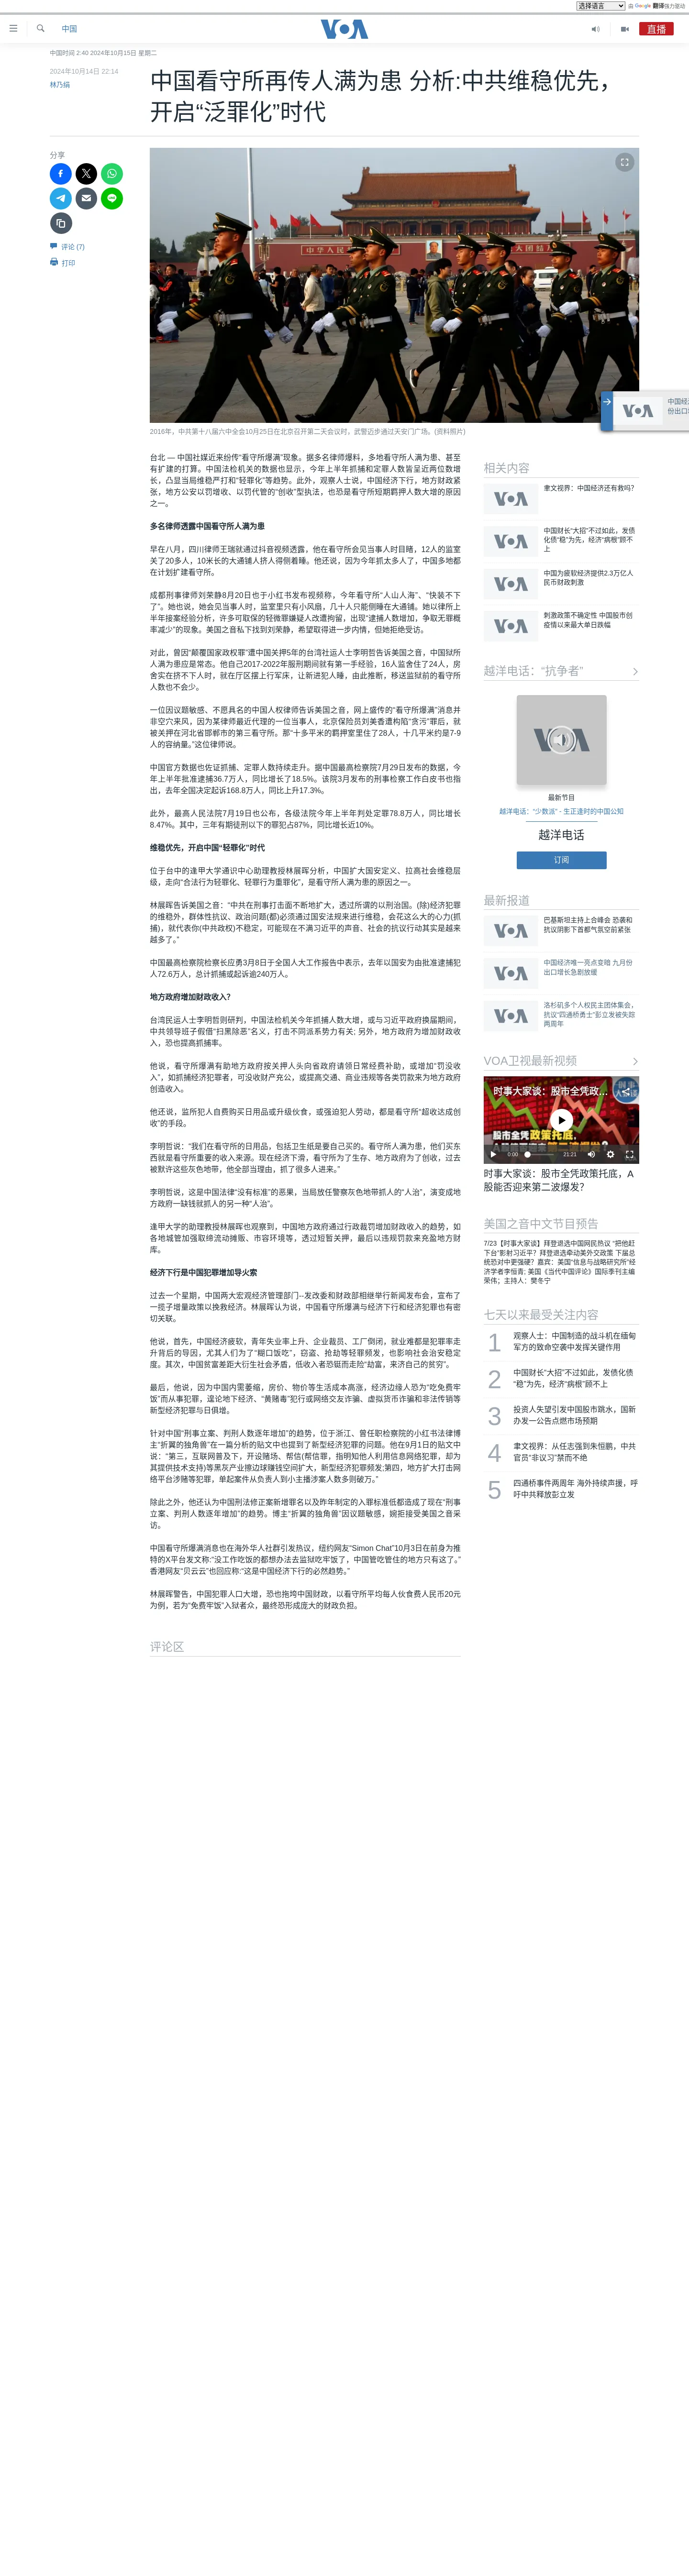 选择语言 由 Google 翻译强力驱动
中国
VOA
直播
中国时间 2:40 2024年10月15日 星期二
2024年10月14日 22:14
林乃绢
中国看守所再传人满为患 分析:中共维稳优先，
开启“泛罪化”时代
分享
评论 (7)
打印
2016年，中共第十八届六中全会10月25日在北京召开第二天会议时，武警迈步通过天安门广场。(资料照片)
台北 — 中国社媒近来纷传“看守所爆满”现象。据多名律师爆料，多地看守所人满为患、甚至
有扩建的打算。中国法检机关的数据也显示，今年上半年抓捕和定罪人数皆呈近两位数增
长，凸显当局维稳严打和“轻罪化”等趋势。此外，观察人士说，中国经济下行，地方财政紧
张，地方公安以罚增收、以罚代管的“创收”型执法，也恐是看守所短期羁押人数大增的原因
之一。
多名律师透露中国看守所人满为患
早在八月，四川律师王瑞就通过抖音视频透露，他在看守所会见当事人时目睹，12人的监室
关了20多人，10米长的大通铺人挤人得侧着睡。他还说，因为今年抓太多人了，中国多地都
在计划扩建看守所。
成都刑事律师刘荣静8月20日也于小红书发布视频称，今年看守所“人山人海”、“快装不下
了”。她也说，她会见当事人时，监室里只有小风扇，几十人只能侧睡在大通铺。她以律所上
半年接案经验分析，许多可取保的轻微罪嫌疑人改遭拘留，出现“逮捕人数增加，争取无罪概
率减少”的现象。美国之音私下找到刘荣静，希望取得进一步内情，但她拒绝受访。
对此，曾因“颠覆国家政权罪”遭中国关押5年的台湾社运人士李明哲告诉美国之音，中国狱所
人满为患应是常态。他自己2017-2022年服刑期间就有第一手经验，16人监舍住了24人，房
舍实在挤不下人时，就在厅区摆上行军床，让新进犯人睡，由此推断，移送监狱前的看守所
人数也不会少。
一位因议题敏感、不愿具名的中国人权律师告诉美国之音，网上盛传的“看守所爆满”消息并
非空穴来风，因为某律师最近代理的一位当事人，北京保险员刘美香遭构陷“贪污”罪后，就
被关押在河北省邯郸市的第三看守所。那“十多平米的羁押室里住了28人，十几平米约是7-9
人的容纳量。”这位律师说。
中国官方数据也佐证抓捕、定罪人数持续走升。据中国最高检察院7月29日发布的数据，今
年上半年批准逮捕36.7万人，同比增长了18.5%。该院3月发布的刑事检察工作白皮书也指
出，去年全国决定起诉168.8万人，同比上升17.3%。
此外，最高人民法院7月19日也公布，各级法院今年上半年判处定罪78.8万人，同比增长
8.47%。其中，三年有期徒刑以下的罪犯占87%，同比增长近10%。
维稳优先，开启中国“轻罪化”时代
位于台中的逢甲大学通识中心助理教授林展晖分析，中国扩大国安定义、拉高社会维稳层
级，走向“合法行为轻罪化、轻罪行为重罪化”，是看守所人满为患的原因之一。
林展晖告诉美国之音：“中共在刑事打击面不断地扩大，透过所谓的以刑治国。(除)经济犯罪
的维稳外，群体性抗议、政治问题(都)必须通过国安法规来进行维稳，会花这么大的心力(抓
捕)，就代表你(中共政权)不稳定，可能现在不满习近平的声音、社会的抗议行动其实是越来
越多了。”
中国最高检察院检察长应勇3月8日于全国人大工作报告中表示，去年以国安为由批准逮捕犯
人72.6万人，总计抓捕或起诉逾240万人。
地方政府增加财政收入？
台湾民运人士李明哲则研判，中国法检机关今年抓捕人数大增，或与习近平政府换届期间，
中共领导班子假借“扫黑除恶”名义，打击不同派系势力有关; 另外，地方政府为增加财政收
入，恐也提高抓捕率。
他说，看守所爆满有助地方政府按关押人头向省政府请领日常经费补助，或增加“罚没收
入”，如抓捕经济犯罪者，可没收财产充公，或提高交通、商业违规等各类罚款来为地方政府
创造收入。
他还说，监所犯人自费购买日用品或升级伙食，或强迫犯人劳动，都是看守所“超收达成创
收”的手段。
李明哲说：“我们在看守所的日用品，包括卫生纸是要自己买的。看守所人满为患，他们买东
西就是看守所重要的收入来源。现在经济下滑，看守所为了生存、地方政府为了创收，过去
被默许这些灰色地带，他全部当理由，抓了很多人进来。”
李明哲说，这是中国法律“没有标准”的恶果，当局放任警察灰色地带抓人的“人治”，演变成地
方政府一缺钱就抓人的另一种“人治”。
逢甲大学的助理教授林展晖也观察到，中国地方政府通过行政裁罚增加财政收入的趋势，如
各地城管加强取缔流动摊贩、市容环境等，透过短暂关押，最后以违规罚款来充盈地方财
库。
经济下行是中国犯罪增加导火索
过去一个星期，中国两大宏观经济管理部门--发改委和财政部相继举行新闻发布会，宣布了
一揽子增量政策以挽救经济。林展晖认为说，中国看守所爆满与经济下行和经济犯罪也有密
切关联。
他说，首先，中国经济疲软，青年失业率上升、企业裁员、工厂倒闭，就业难都是犯罪率走
升背后的导因，尤其人们为了“糊口饭吃”，窃盗、抢劫等轻罪频发，也影响社会治安稳定
度。其次，中国贫富差距大衍生社会矛盾，低收入者恐铤而走险“劫富，来济自己的贫穷”。
最后，他说，因为中国内需萎缩，房价、物价等生活成本高涨，经济边缘人恐为“吃免费牢
饭”而从事犯罪，遑论地下经济、“黄赌毒”犯行或网络交友诈骗、虚拟货币诈骗和非法传销等
新型经济犯罪与日俱增。
针对中国“刑事立案、判刑人数逐年增加”的趋势，位于浙江、曾任职检察院的小红书法律博
主“折翼的独角兽”在一篇分析的贴文中也提到了新型经济犯罪的问题。他在9月1日的贴文中
说：“第三，互联网普及下，开设赌场、帮信(帮信罪，指明知他人利用信息网络犯罪，却为
其提供技术支持)等黑灰产业擦边球赚钱空间扩大，新型经济犯罪频发;第四，地方扩大打击网
络平台涉赌等犯罪，单起案件从负责人到小主播涉案人数多则破万。”
除此之外，他还认为中国刑法修正案新增罪名以及昨年制定的入罪标准低都造成了现在“刑事
立案、判刑人数逐年增加”的趋势。博主“折翼的独角兽”因议题敏感，婉拒接受美国之音采
访。
中国看守所爆满消息也在海外华人社群引发热议，纽约网友“Simon Chat”10月3日在前身为推
特的X平台发文称:“没工作吃饭的都想办法去监狱吃牢饭了，中国管吃管住的地方只有这了。”
香港网友“贝云云”也回应称:“这是中国经济下行的必然趋势。”
林展晖警告，中国犯罪人口大增，恐也拖垮中国财政，以看守所平均每人伙食费人民币20元
为例，若为“免费牢饭”入狱者众，最终恐形成庞大的财政负担。
评论区
VOA
中国经
份出口
相关内容
VOA
聿文视界：中国经济还有救吗？
VOA
中国财长“大招”不过如此，发债
化债“稳”为先，经济“病根”顾不
上
VOA
中国为疲软经济提供2.3万亿人
民币财政刺激
VOA
刺激政策不确定性 中国股市创
疫情以来最大单日跌幅
越洋电话：“抗争者”
VOA
最新节目
越洋电话：“少数派” - 生正逢时的中国公知
越洋电话
订阅
最新报道
VOA
巴基斯坦主持上合峰会 恐袭和
抗议阴影下首都气氛空前紧张
VOA
中国经济唯一亮点变暗 九月份
出口增长急剧放缓
VOA
洛杉矶多个人权民主团体集会，
抗议“四通桥勇士”彭立发被失踪
两周年
VOA卫视最新视频
时事大家谈：股市全凭政…
股市全凭政策托底，
0:00
21:21
时事大家谈：股市全凭政策托底，A
股能否迎来第二波爆发？
美国之音中文节目预告
7/23【时事大家谈】拜登退选中国网民热议 “把他赶
下台”影射习近平？拜登退选牵动美外交政策 下届总
统恐对中更强硬？嘉宾：美国“信息与战略研究所”经
济学者李恒青; 美国《当代中国评论》国际季刊主编
荣伟；主持人：樊冬宁
七天以来最受关注内容
1 观察人士：中国制造的战斗机在缅甸
军方的致命空袭中发挥关键作用
2 中国财长“大招”不过如此，发债化债
“稳”为先，经济“病根”顾不上
3 投资人失望引发中国股市跳水，国新
办发一公告点燃市场预期
4 聿文视界：从任志强到朱恒鹏，中共
官员“非议习”禁而不绝
5 四通桥事件两周年 海外持续声援，呼
吁中共释放彭立发